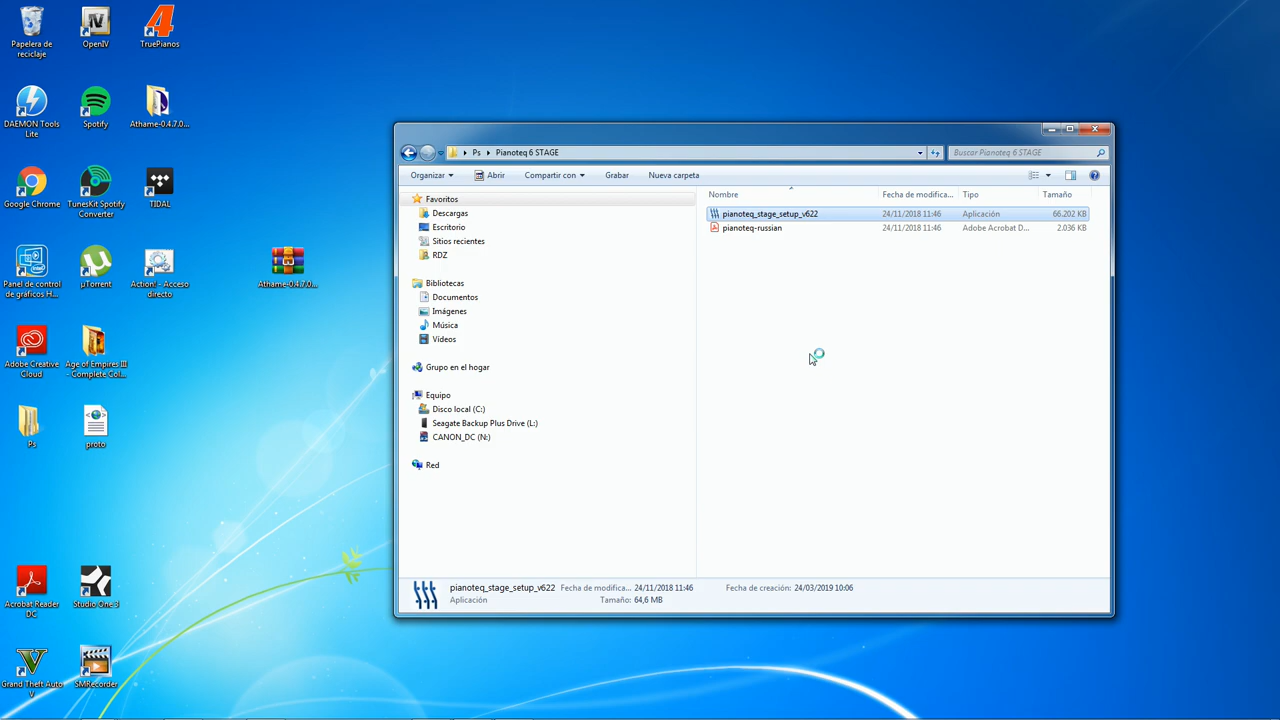 Papelera de
reciclaje
OpenIV
TruePianos
DAEMON Tools
Lite
Spotify
Athame-0.4.7.0...
Google Chrome
TunesKit Spotify
Converter
TIDAL
Panel de control
de gráficos H...
µTorrent
Action! - Acceso
directo
Athame-0.4.7.0...
Adobe Creative
Cloud
Age of Empires III
- Complete Col...
Ps
proto
Acrobat Reader
DC
Studio One 3
Grand Theft Auto
V
SMRecorder
Ps
Pianoteq 6 STAGE
Buscar Pianoteq 6 STAGE
Organizar
Abrir
Compartir con
Grabar
Nueva carpeta
Favoritos
Descargas
Escritorio
Sitios recientes
RDZ
Bibliotecas
Documentos
Imágenes
Música
Vídeos
Grupo en el hogar
Equipo
Disco local (C:)
Seagate Backup Plus Drive (L:)
CANON_DC (N:)
Red
Nombre Fecha de modifica... Tipo Tamaño
pianoteq_stage_setup_v622 24/11/2018 11:46 Aplicación 66.202 KB
pianoteq-russian 24/11/2018 11:46 Adobe Acrobat D... 2.036 KB
pianoteq_stage_setup_v622 Fecha de modifica... 24/11/2018 11:46 Fecha de creación: 24/03/2019 10:06
Aplicación Tamaño: 64,6 MB